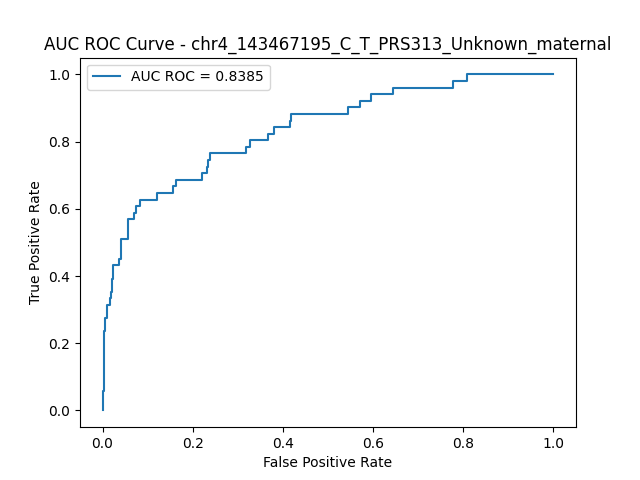 AUC ROC Curve - chr4_143467195_C_T_PRS313_Unknown_maternal
AUC ROC = 0.8385
True Positive Rate
1.0
0.8
0.6
0.4
0.2
0.0
0.0 0.2 0.4 0.6 0.8 1.0
False Positive Rate